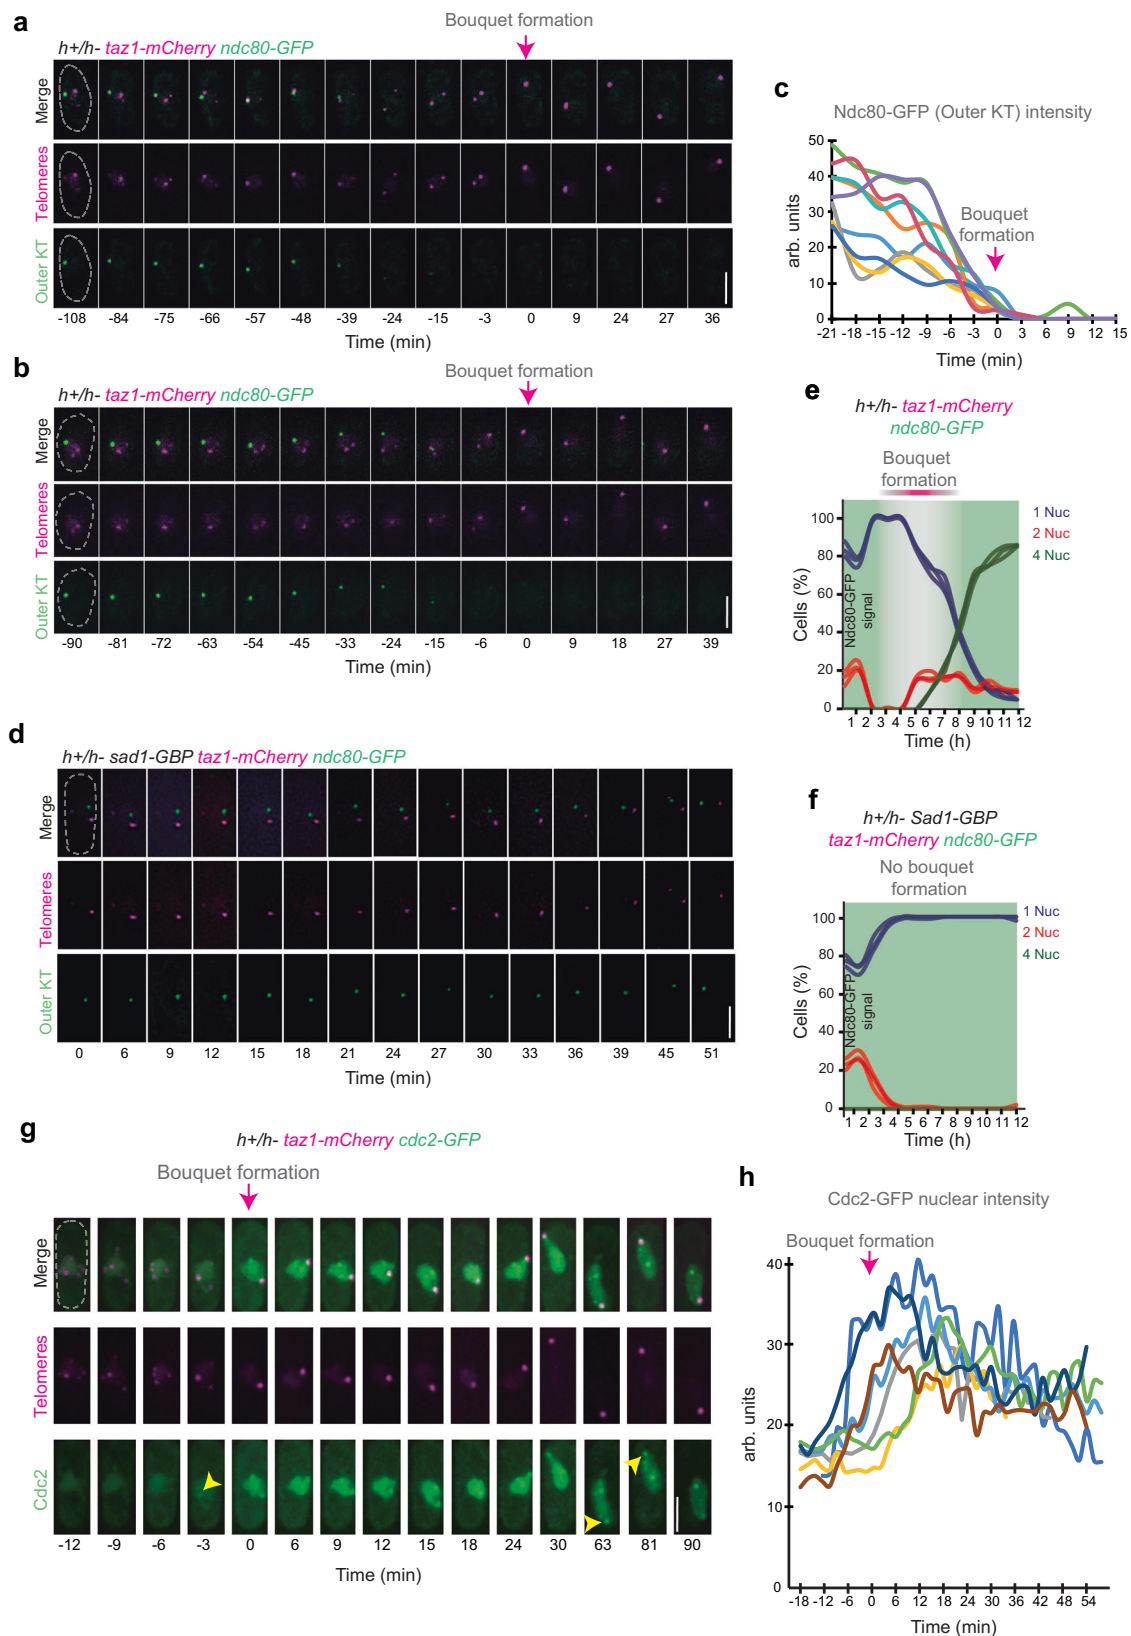 a
Bouquet formation
h+/h- taz1-mCherry ndc80-GFP
Merge
Telomeres
Outer KT
-108 -84 -75 -66 -57 -48 -39 -24 -15 -3 0 9 24 27 36
Time (min)
b
Bouquet formation
h+/h- taz1-mCherry ndc80-GFP
Merge
Telomeres
Outer KT
-90 -81 -72 -63 -54 -45 -33 -24 -15 -6 0 9 18 27 39
Time (min)
c
Ndc80-GFP (Outer KT) intensity
arb. units
50
40
30
20
10
0
Bouquet
formation
-21 -18 -15 -12 -9 -6 -3 0 3 6 9 12 15
Time (min)
d
h+/h- sad1-GBP taz1-mCherry ndc80-GFP
Merge
Telomeres
Outer KT
0 6 9 12 15 18 21 24 27 30 33 36 39 45 51
Time (min)
e
h+/h- taz1-mCherry
ndc80-GFP
Bouquet
formation
Cells (%)
100
80
60
40
20
0
Ndc80-GFP
signal
1 Nuc
2 Nuc
4 Nuc
1 2 3 4 5 6 7 8 9 10 11 12
Time (h)
f
h+/h- Sad1-GBP
taz1-mCherry ndc80-GFP
No bouquet
formation
Cells (%)
100
80
60
40
20
0
Ndc80-GFP
signal
1 Nuc
2 Nuc
4 Nuc
1 2 3 4 5 6 7 8 9 10 11 12
Time (h)
g
h+/h- taz1-mCherry cdc2-GFP
Bouquet formation
Merge
Telomeres
Cdc2
-12 -9 -6 -3 0 6 9 12 15 18 24 30 63 81 90
Time (min)
h
Cdc2-GFP nuclear intensity
Bouquet formation
arb. units
40
30
20
10
0
-18 -12 -6 0 6 12 18 24 30 36 42 48 54
Time (min)